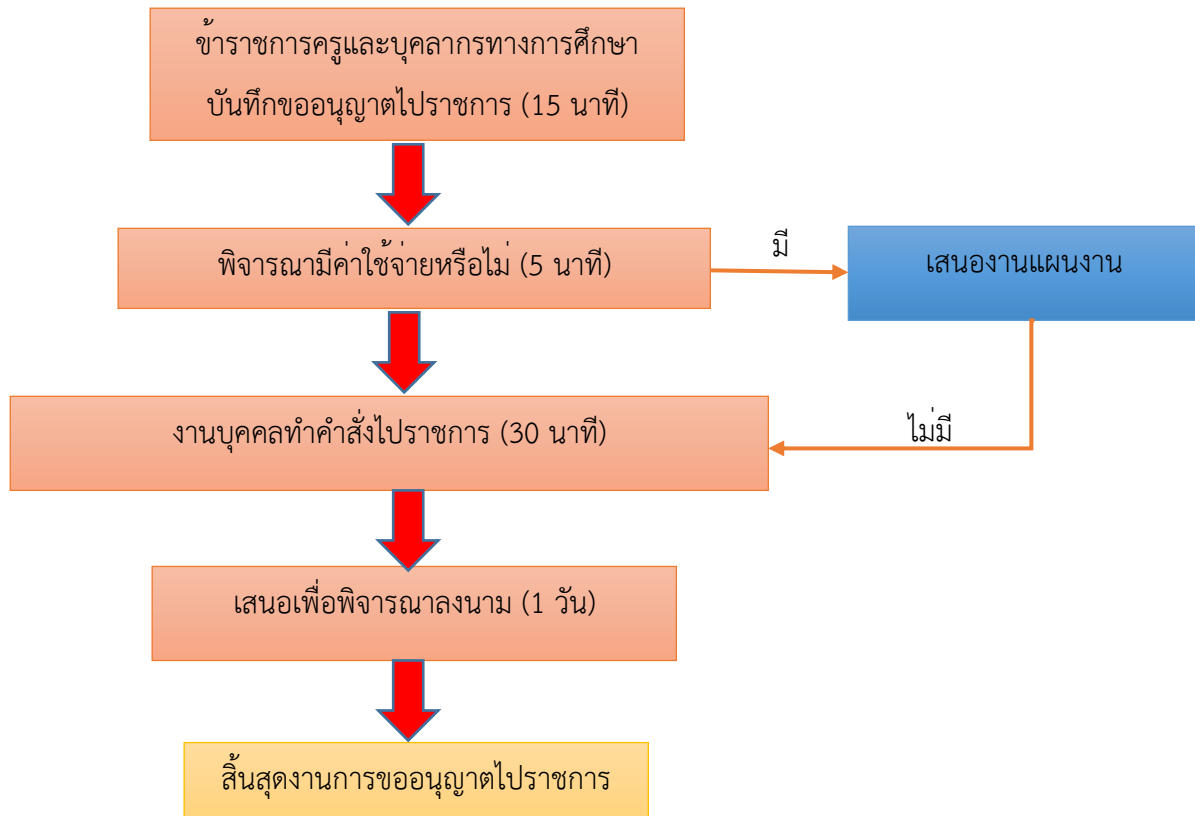 ข้าราชการครูและบุคลากรทางการศึกษา
บันทึกขออนุญาตไปราชการ (15 นาที)
พิจารณามีค่าใช้จ่ายหรือไม่ (5 นาที)
มี
เสนองานแผนงาน
งานบุคคลทำคำสั่งไปราชการ (30 นาที)
ไม่มี
เสนอเพื่อพิจารณาลงนาม (1 วัน)
สิ้นสุดงานการขออนุญาตไปราชการ